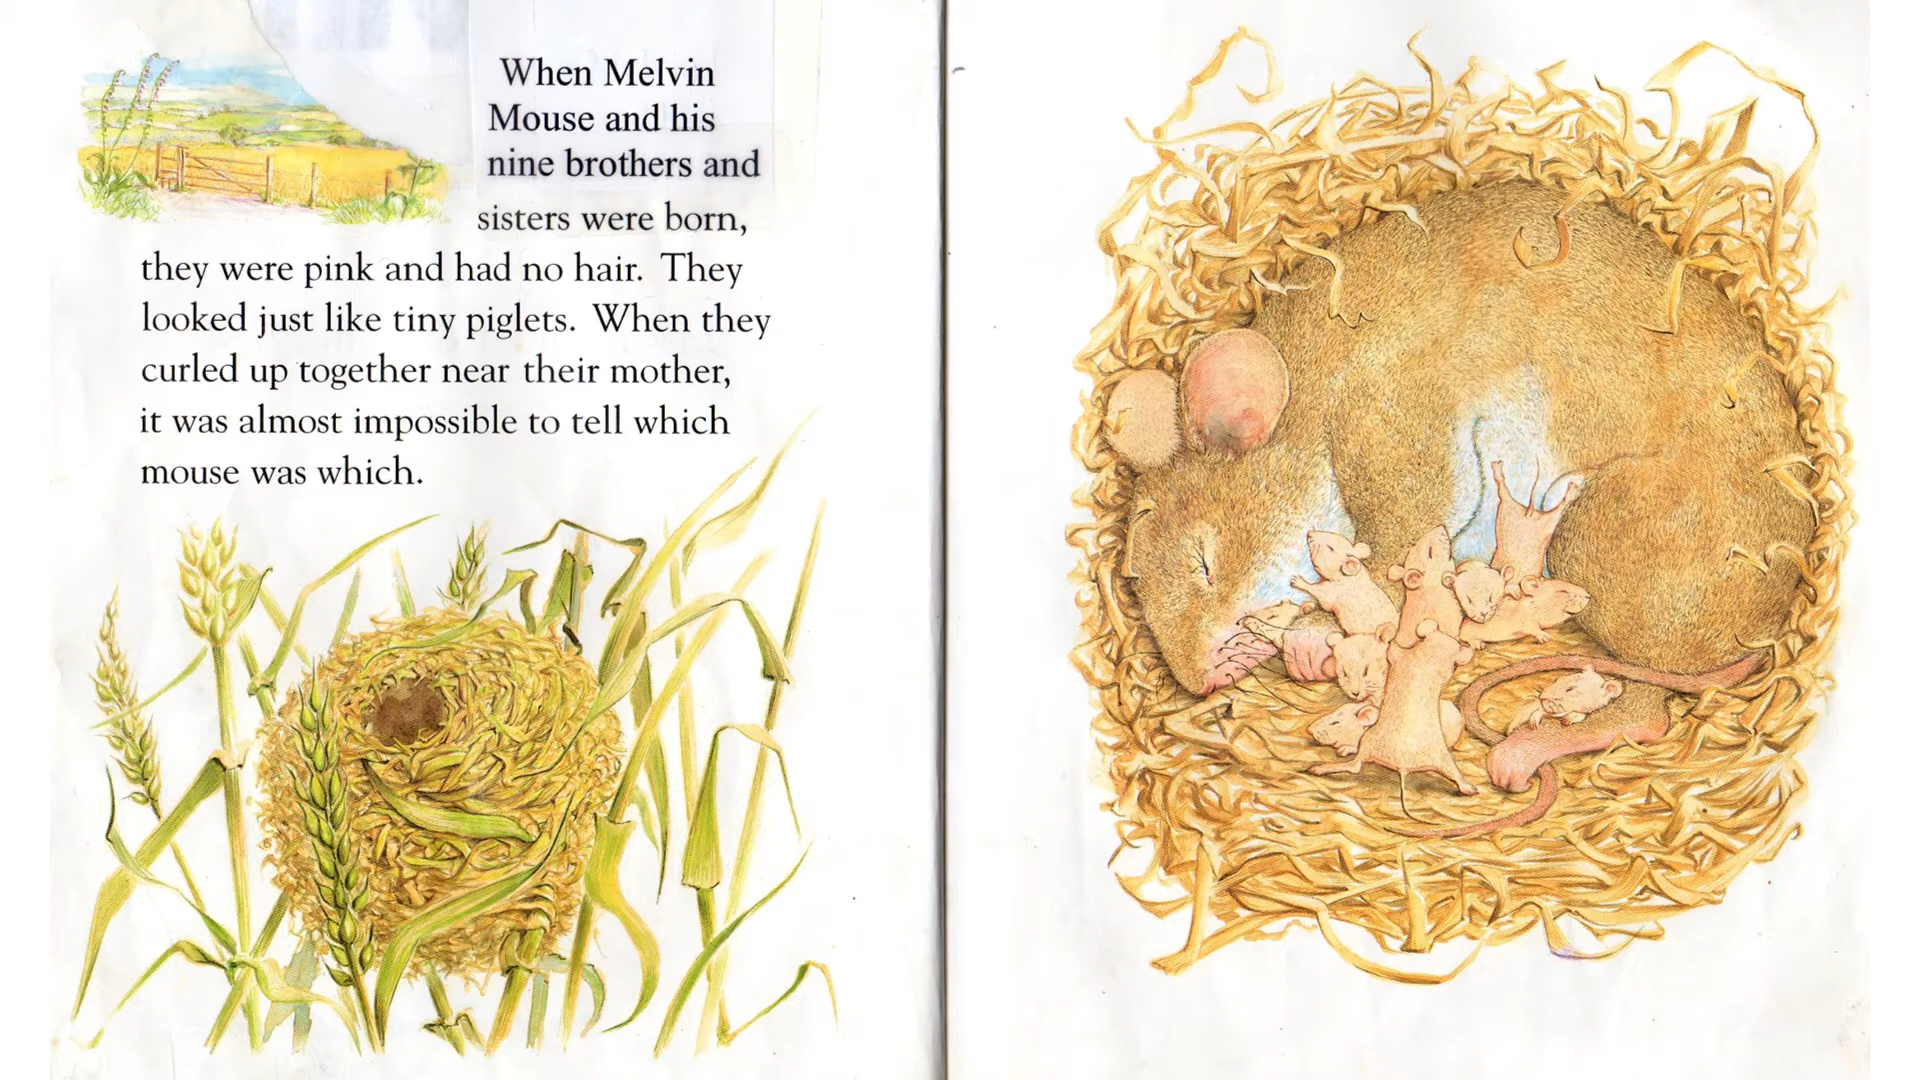 When Melvin
Mouse and his
nine brothers and
sisters were born,
they were pink and had no hair. They
looked just like tiny piglets. When they
curled up together near their mother,
it was almost impossible to tell which
mouse was which.